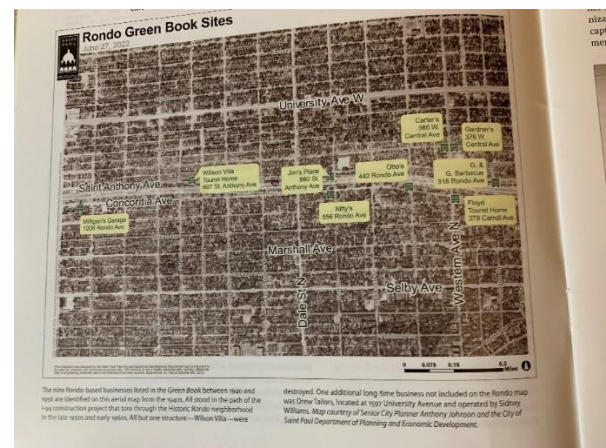 Rondo Green Book Sites
June 27, 2022
University Ave W
Carter's
386 W.
Central Ave
Gardner's
376 W.
Central Ave
Wilson Villa
Tourist Home
697 St. Anthony Ave
Jim's Place
560 St.
Anthony Ave
Otto's
442 Rondo Ave
G. &
G. Barbecue
318 Rondo Ave
Saint Anthony Ave
Concordia Ave
Milligan's Garage
1008 Rondo Ave
Nifty's
556 Rondo Ave
Floyd
Tourist Home
379 Carroll Ave
Marshall Ave
Dale St. N
Western Ave N
Selby Ave
0 0.075 0.15 0.3
Miles
The nine Rondo-based businesses listed in the Green Book between 1940 and
1956 are identified on this aerial map from the 1940s. All stood in the path of the
I-94 construction project that tore through the Historic Rondo neighborhood
in the late 1950s and early 1960s. All but one structure—Wilson Villa—were
destroyed. One additional long-time business not included on the Rondo map
was Drew Tailors, located at 1597 University Avenue and operated by Sidney
Williams. Map courtesy of Senior City Planner Anthony Johnson and the City of
Saint Paul Department of Planning and Economic Development.